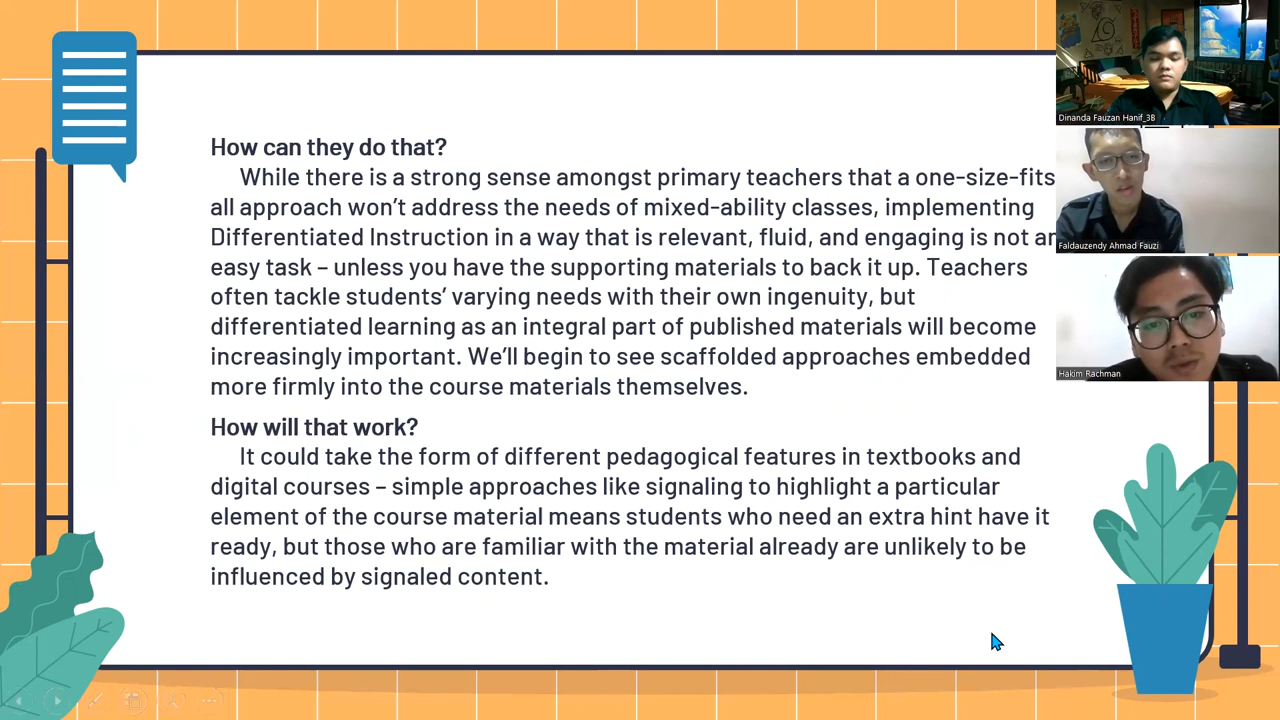 How can they do that?
While there is a strong sense amongst primary teachers that a one-size-fits
all approach won't address the needs of mixed-ability classes, implementing
Differentiated Instruction in a way that is relevant, fluid, and engaging is not an
easy task – unless you have the supporting materials to back it up. Teachers
often tackle students' varying needs with their own ingenuity, but
differentiated learning as an integral part of published materials will become
increasingly important. We'll begin to see scaffolded approaches embedded
more firmly into the course materials themselves.
How will that work?
It could take the form of different pedagogical features in textbooks and
digital courses – simple approaches like signaling to highlight a particular
element of the course material means students who need an extra hint have it
ready, but those who are familiar with the material already are unlikely to be
influenced by signaled content.
Dinanda Fauzan Hanif_3B
Faldauzendy Ahmad Fauzi
Hakim Rachman